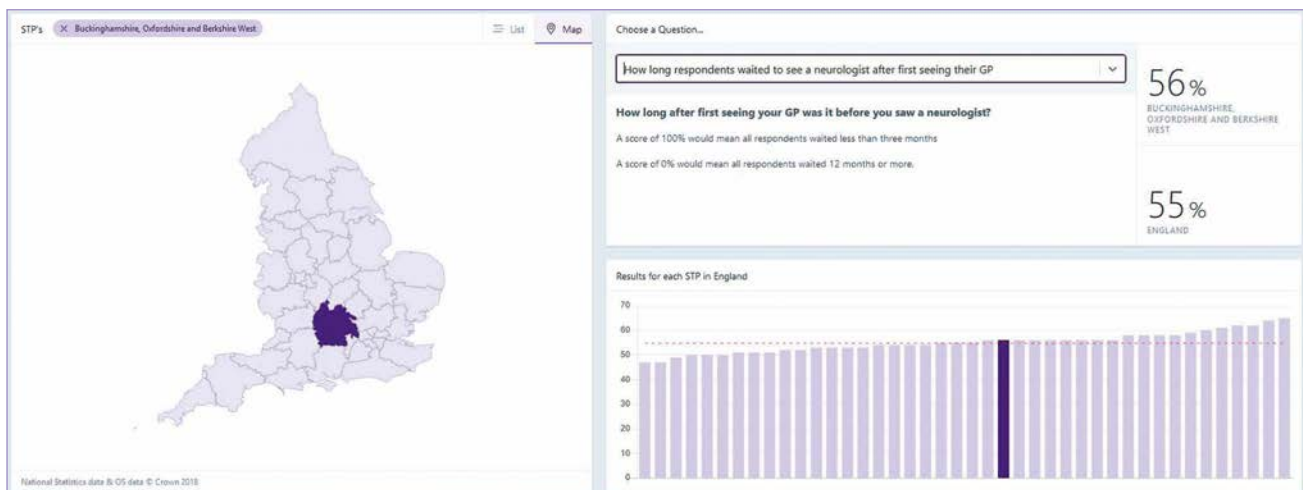 STP's
X Buckinghamshire, Oxfordshire and Berkshire West
List
Map
National Statistics data & OS data © Crown 2018
Choose a Question...
How long respondents waited to see a neurologist after first seeing their GP
How long after first seeing your GP was it before you saw a neurologist?
A score of 100% would mean all respondents waited less than three months
A score of 0% would mean all respondents waited 12 months or more.
56%
BUCKINGHAMSHIRE,
OXFORDSHIRE AND BERKSHIRE
WEST
55%
ENGLAND
Results for each STP in England
70
60
50
40
30
20
10
0